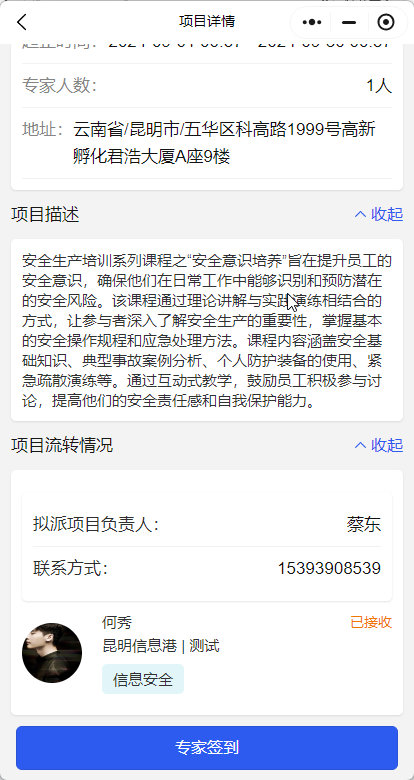 项目详情
专家人数：
1人
地址：
云南省/昆明市/五华区科高路1999号高新
孵化君浩大厦A座9楼
项目描述
收起
安全生产培训系列课程之“安全意识培养”旨在提升员工的
安全意识，确保他们在日常工作中能够识别和预防潜在
的安全风险。该课程通过理论讲解与实践演练相结合的
方式，让参与者深入了解安全生产的重要性，掌握基本
的安全操作规程和应急处理方法。课程内容涵盖安全基
础知识、典型事故案例分析、个人防护装备的使用、紧
急疏散演练等。通过互动式教学，鼓励员工积极参与讨
论，提高他们的安全责任感和自我保护能力。
项目流转情况
收起
拟派项目负责人：
蔡东
联系方式：
15393908539
何秀
已接收
昆明信息港 | 测试
信息安全
专家签到